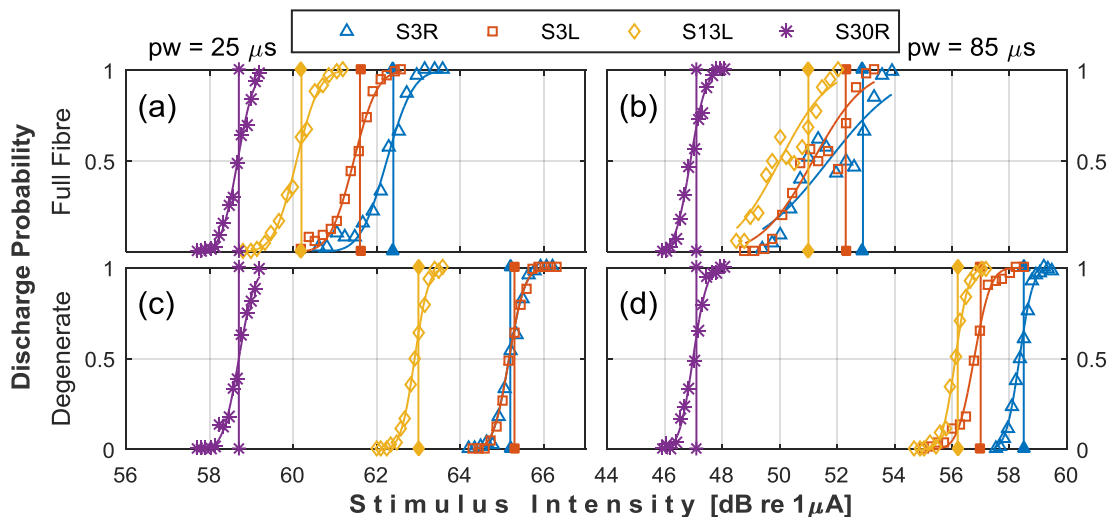 S3R S3L S13L S30R
pw = 25 μs
pw = 85 μs
Discharge Probability
Full Fibre
Degenerate
(a)
(b)
(c)
(d)
1
0.5
0
1
0.5
0
1
0.5
0
1
0.5
0
56 58 60 62 64 66
44 46 48 50 52 54 56 58 60
Stimulus Intensity [dB re 1μA]